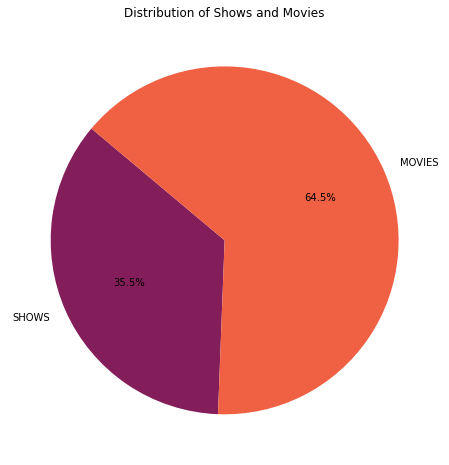 Distribution of Shows and Movies
MOVIES
64.5%
35.5%
SHOWS